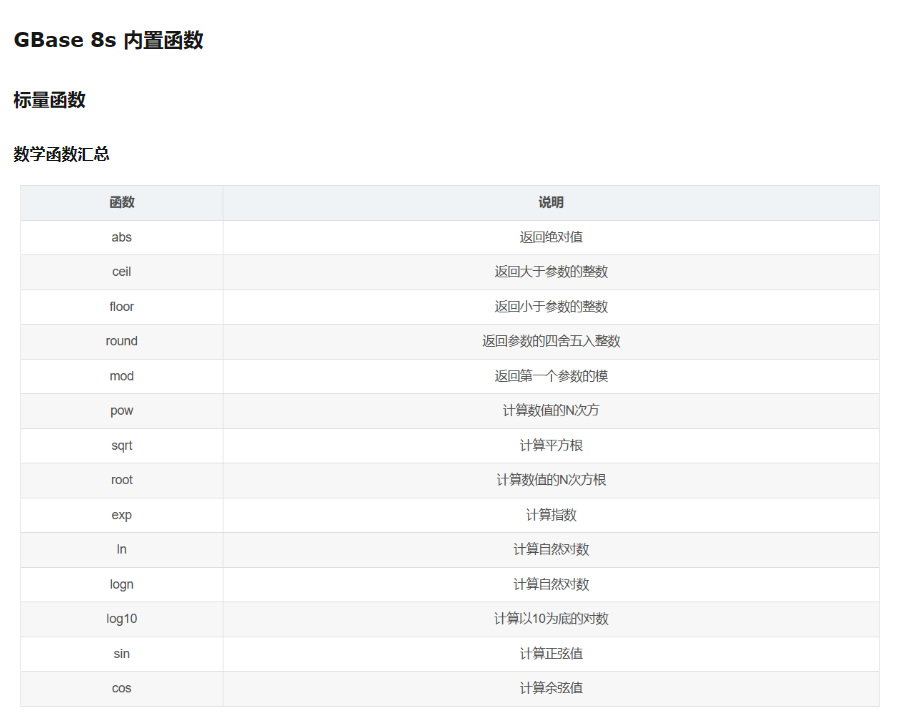 GBase 8s 内置函数
标量函数
数学函数汇总
函数 说明
abs 返回绝对值
ceil 返回大于参数的整数
floor 返回小于参数的整数
round 返回参数的四舍五入整数
mod 返回第一个参数的模
pow 计算数值的N次方
sqrt 计算平方根
root 计算数值的N次方根
exp 计算指数
ln 计算自然对数
logn 计算自然对数
log10 计算以10为底的对数
sin 计算正弦值
cos 计算余弦值